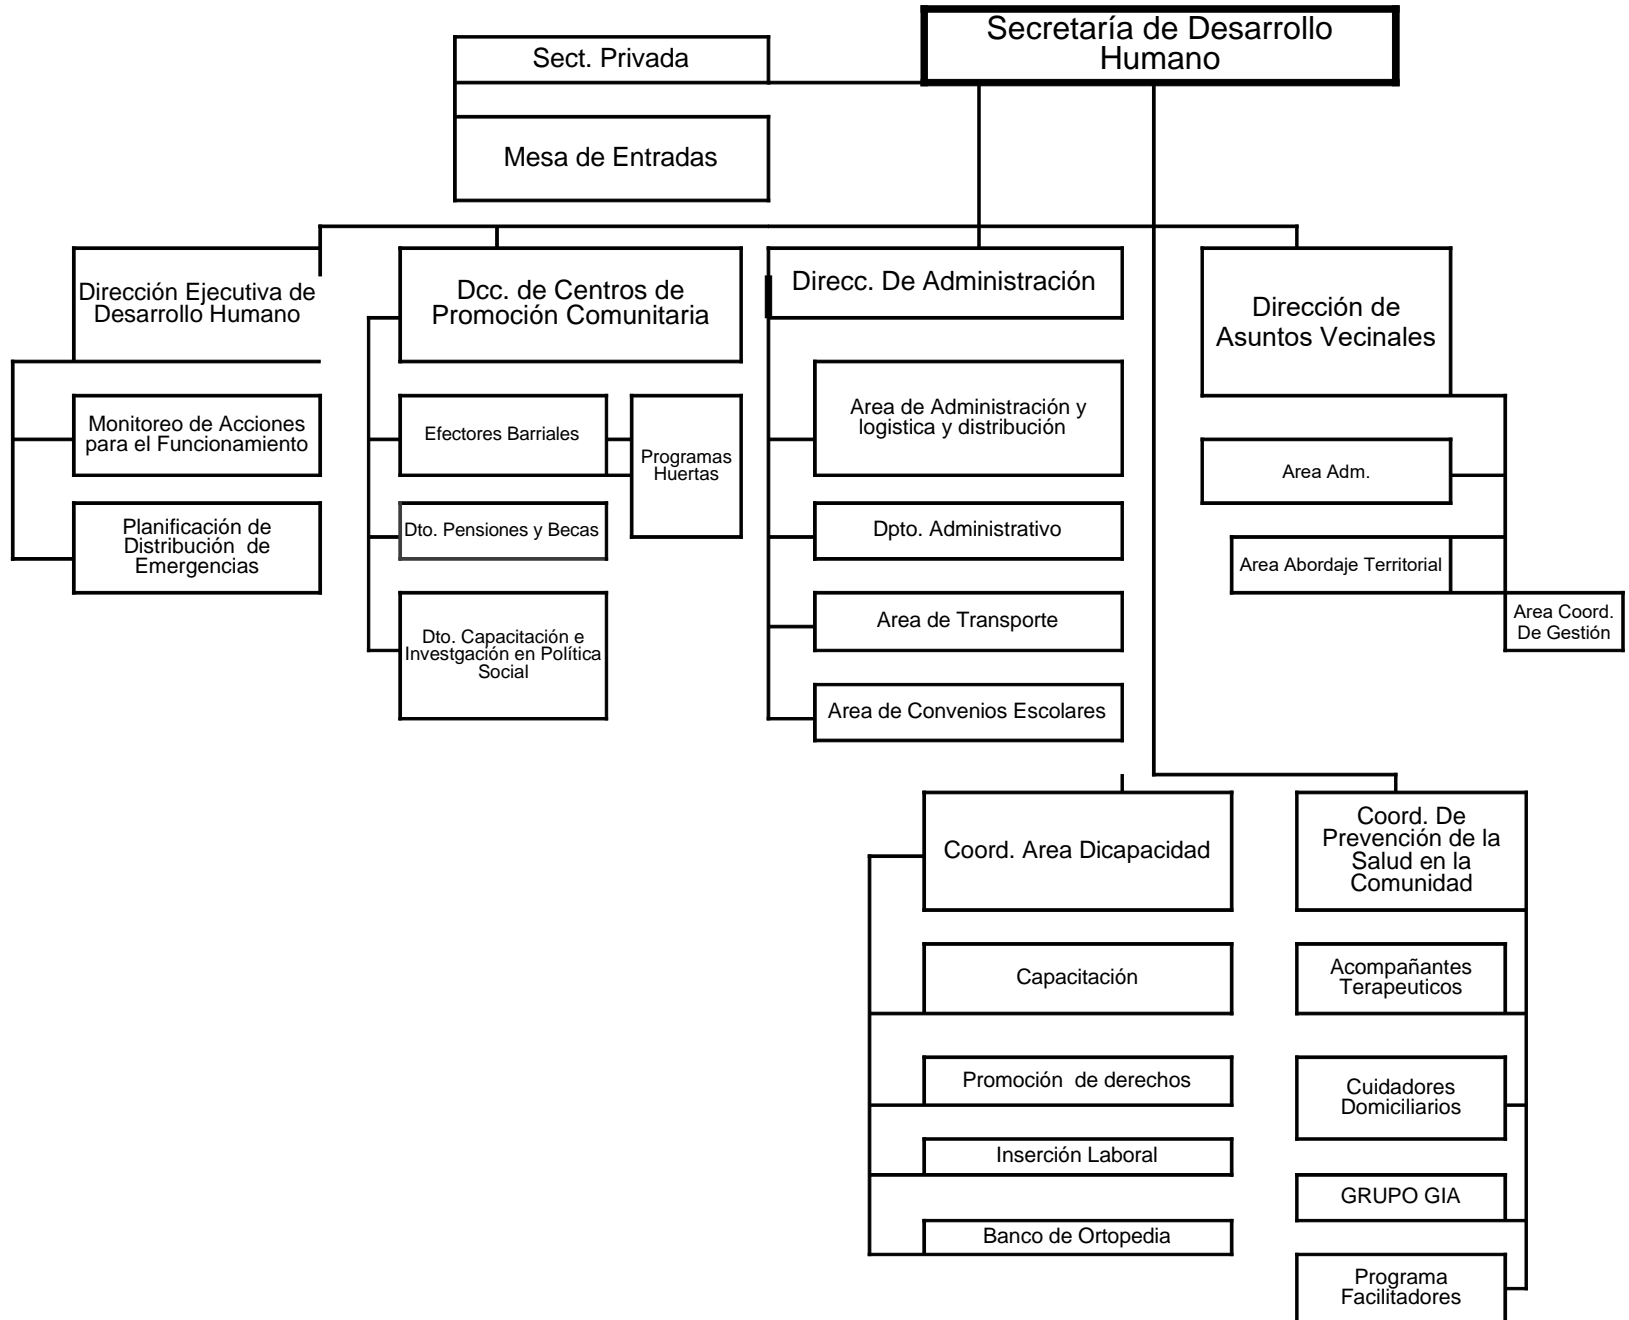 Secretaría de Desarrollo
Humano
Sect. Privada
Mesa de Entradas
Dirección Ejecutiva de
Desarrollo Humano
Dcc. de Centros de
Promoción Comunitaria
Direcc. De Administración
Dirección de
Asuntos Vecinales
Monitoreo de Acciones
para el Funcionamiento
Planificación de
Distribución de
Emergencias
Efectores Barriales
Programas
Huertas
Dto. Pensiones y Becas
Dto. Capacitación e
Investgación en Política
Social
Area de Administración y
logistica y distribución
Dpto. Administrativo
Area de Transporte
Area de Convenios Escolares
Area Adm.
Area Abordaje Territorial
Area Coord.
De Gestión
Coord. Area Dicapacidad
Capacitación
Promoción de derechos
Inserción Laboral
Banco de Ortopedia
Coord. De
Prevención de la
Salud en la
Comunidad
Acompañantes
Terapeuticos
Cuidadores
Domiciliarios
GRUPO GIA
Programa
Facilitadores